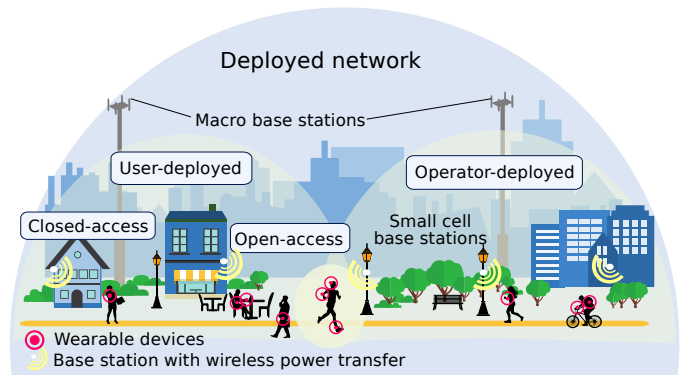 Deployed network
Macro base stations
User-deployed
Operator-deployed
Closed-access
Open-access
Small cell
base stations
Wearable devices
Base station with wireless power transfer